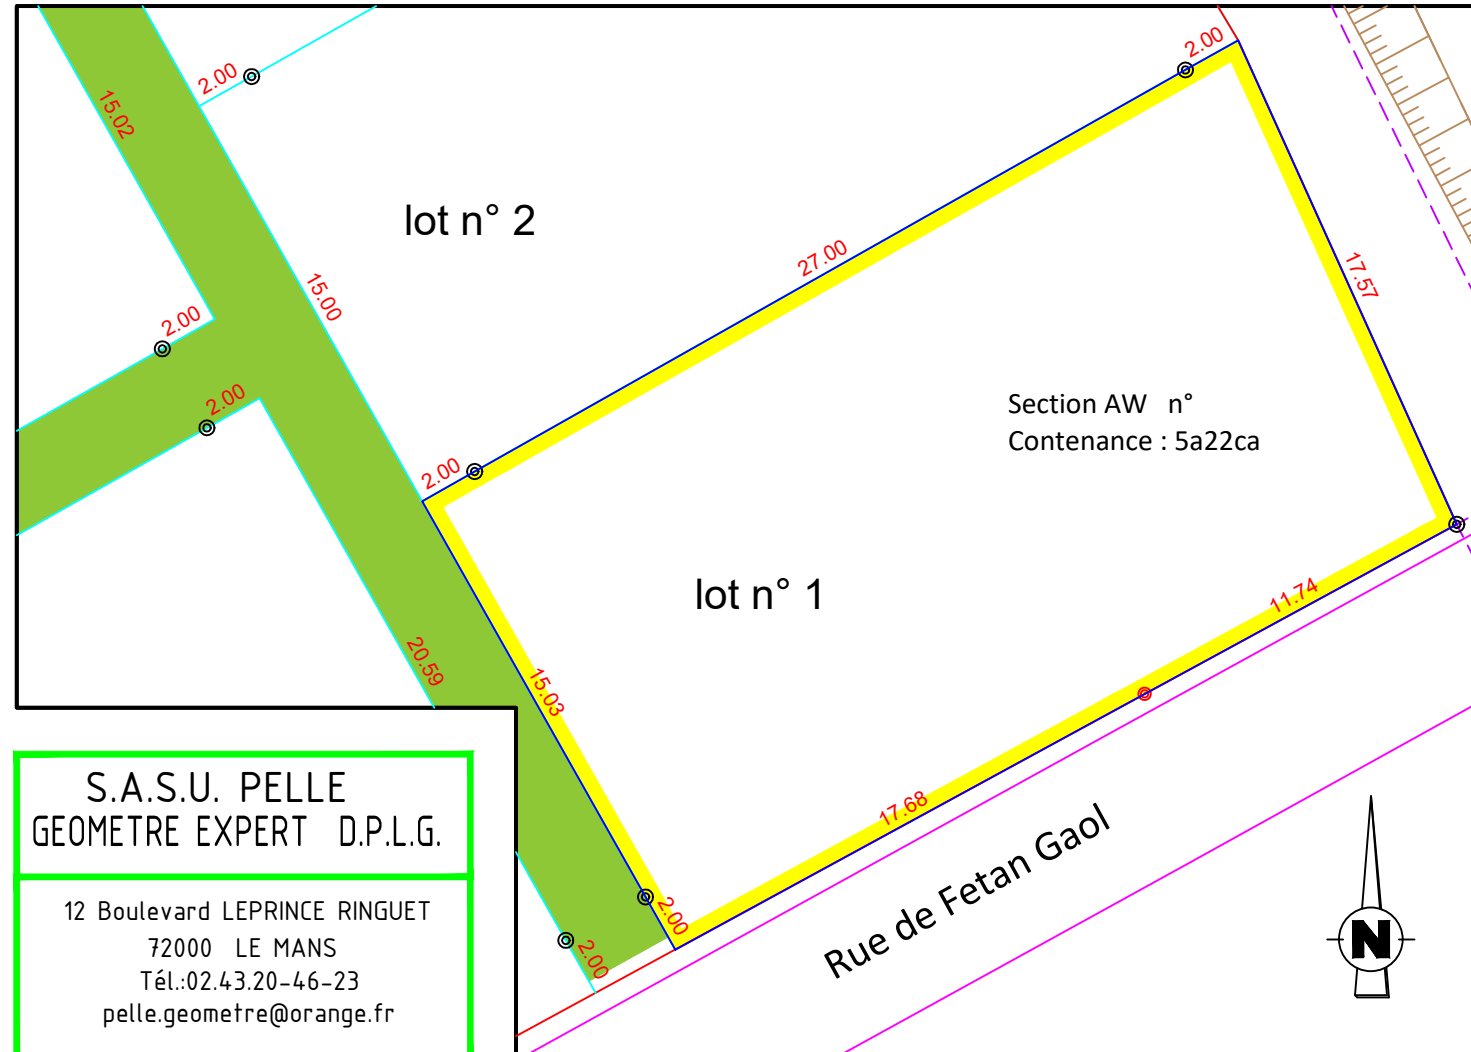 2.00
2.00
15.02
lot n° 2
15.00
27.00
17.57
2.00
2.00
Section AW n°
Contenance : 5a22ca
2.00
lot n° 1
11.74
20.59
15.03
17.68
2.00
2.00
Rue de Fetan Gaol
N
S.A.S.U. PELLE
GEOMETRE EXPERT D.P.L.G.
12 Boulevard LEPRINCE RINGUET
72000 LE MANS
Tél.:02.43.20-46-23
pelle.geometre@orange.fr